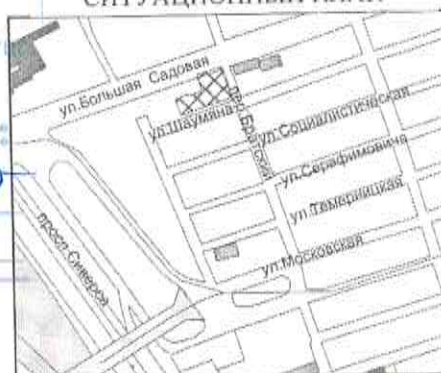 СИТУАЦИОННЫЙ ПЛАН
ул.Большая Садовая
ул.Шаумяна
пер.Братский
ул.Социалистическая
ул.Серафимовича
ул.Темерницкая
ул.Московская
просп.Сиверса